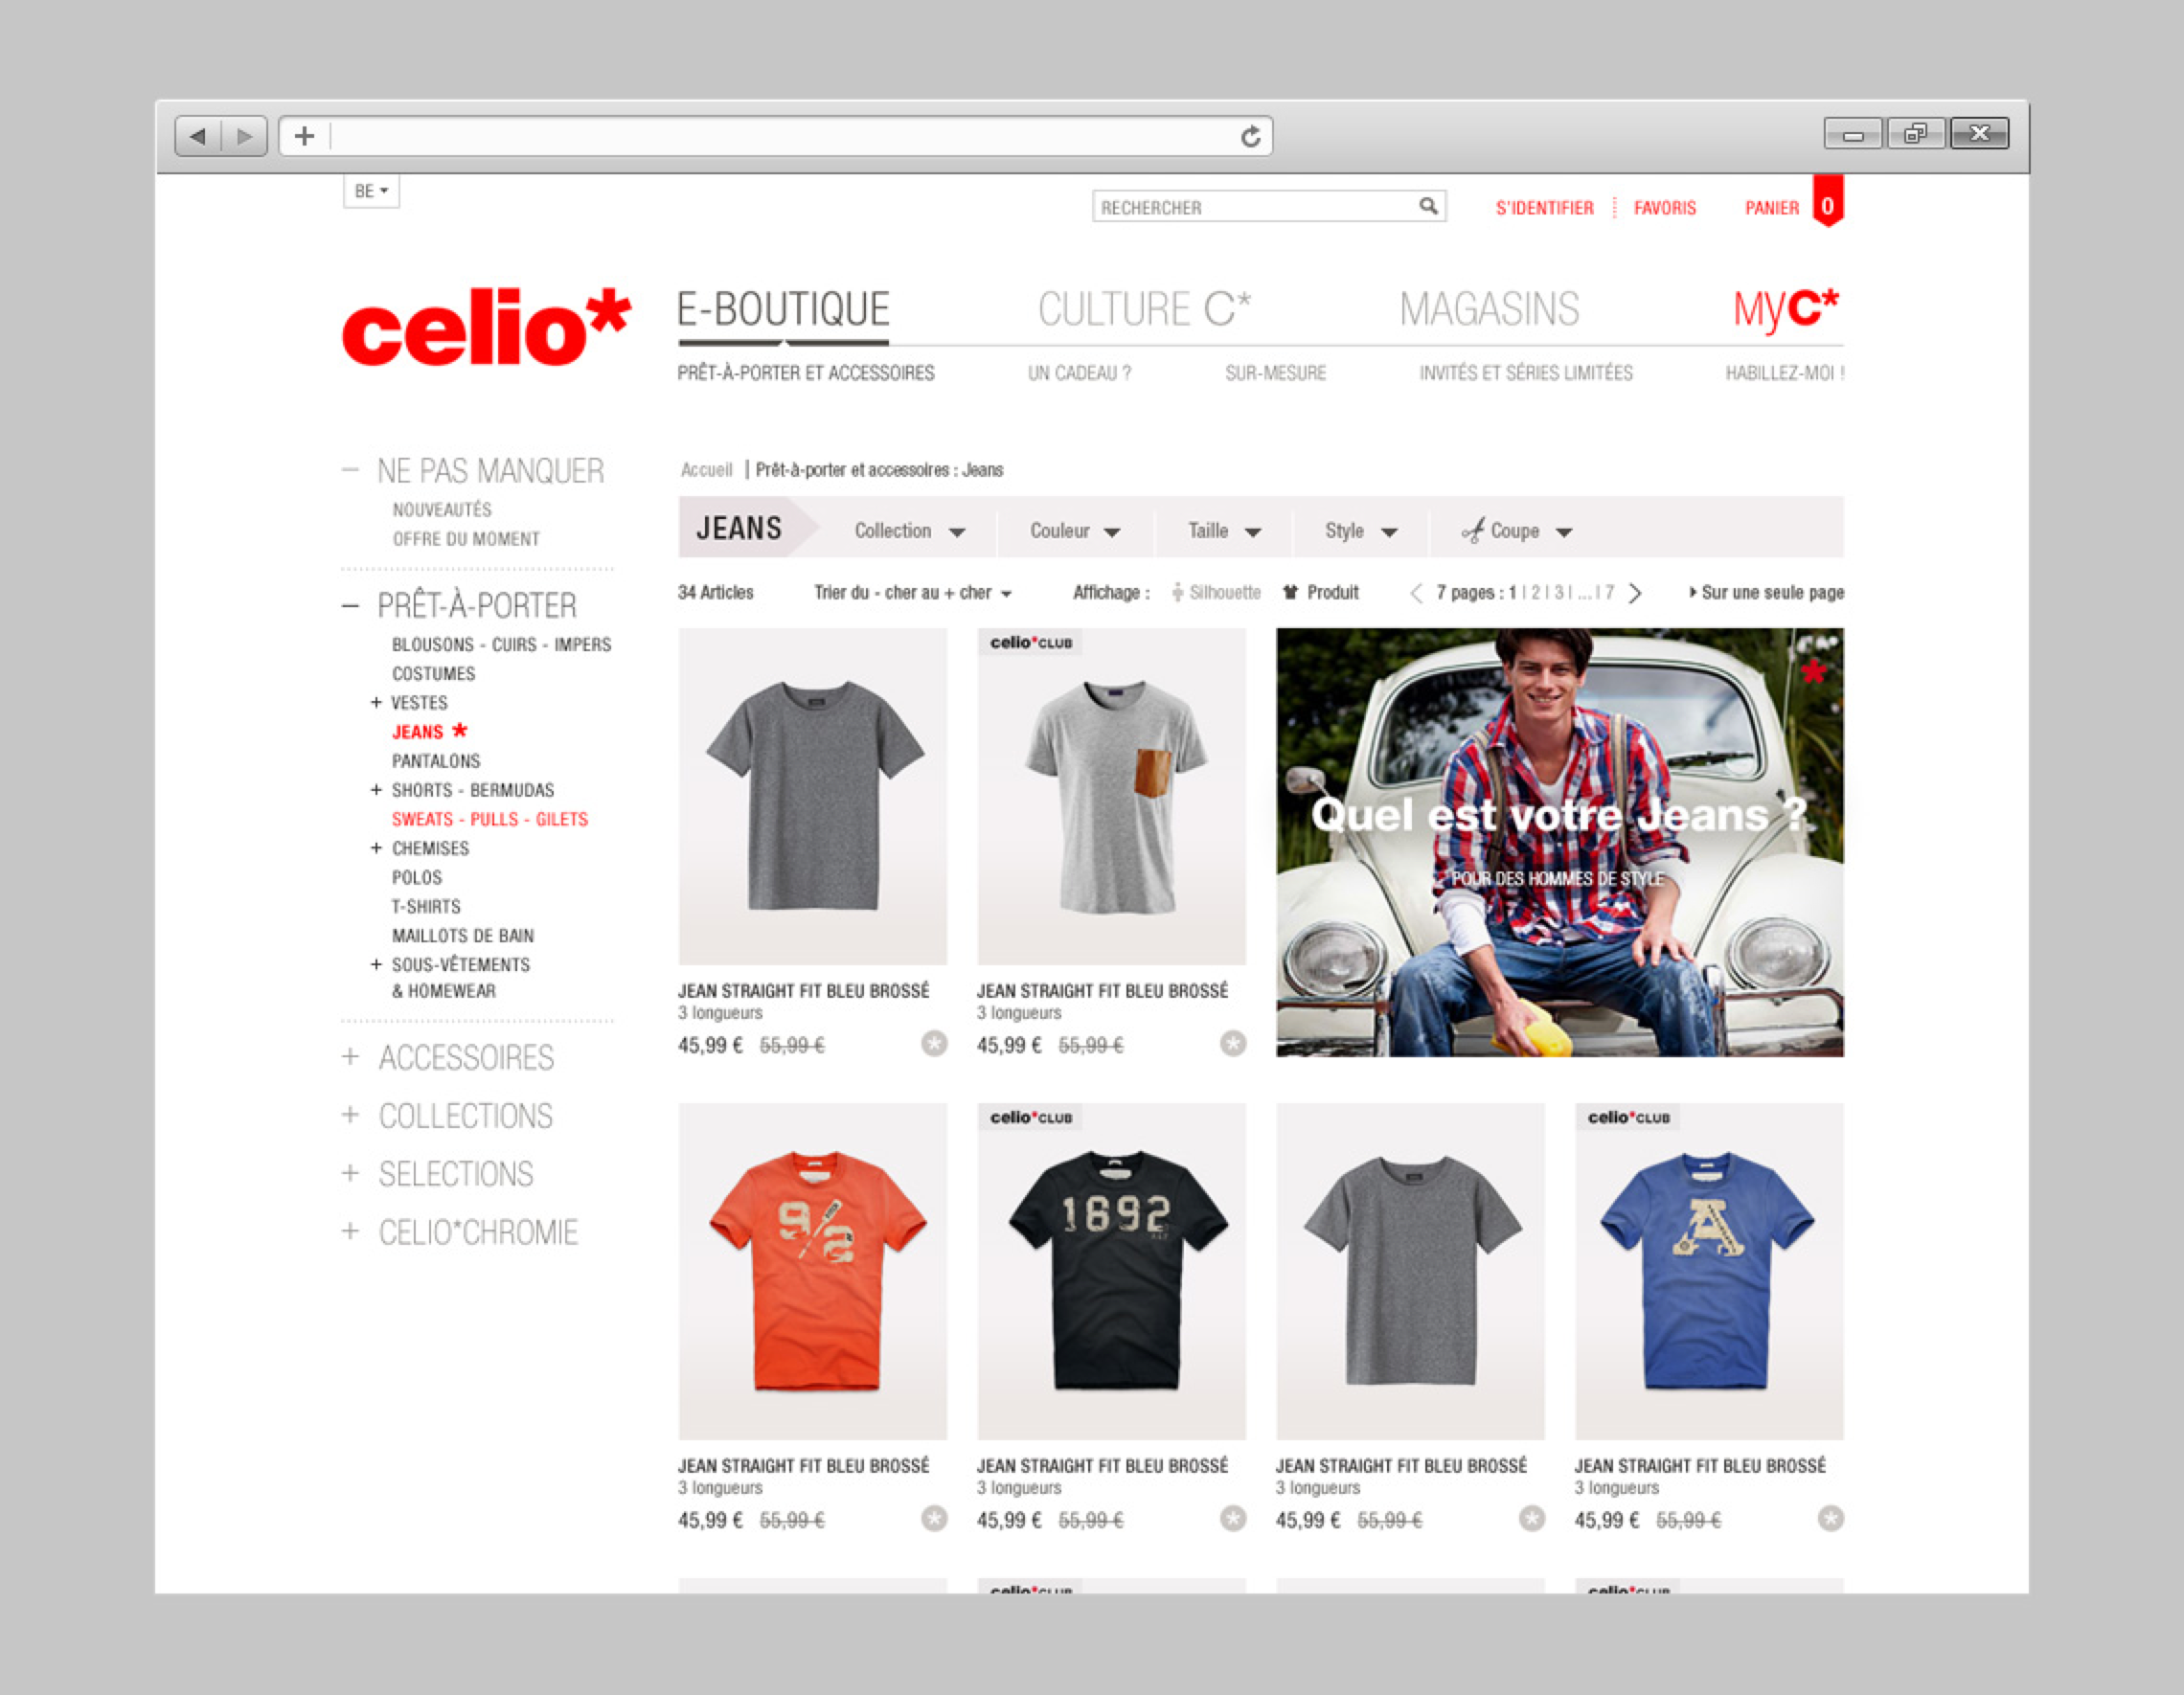 BE
RECHERCHER
S'IDENTIFIER
FAVORIS
PANIER
0
celio*
E-BOUTIQUE
CULTURE C*
MAGASINS
MyC*
PRÊT-À-PORTER ET ACCESSOIRES
UN CADEAU ?
SUR-MESURE
INVITÉS ET SÉRIES LIMITÉES
HABILLEZ-MOI !
— NE PAS MANQUER
NOUVEAUTÉS
OFFRE DU MOMENT
— PRÊT-À-PORTER
BLOUSONS - CUIRS - IMPERS
COSTUMES
+ VESTES
JEANS *
PANTALONS
+ SHORTS - BERMUDAS
SWEATS - PULLS - GILETS
+ CHEMISES
POLOS
T-SHIRTS
MAILLOTS DE BAIN
+ SOUS-VÊTEMENTS
& HOMEWEAR
+ ACCESSOIRES
+ COLLECTIONS
+ SELECTIONS
+ CELIO*CHROMIE
Accueil | Prêt-à-porter et accessoires : Jeans
JEANS
Collection
Couleur
Taille
Style
Coupe
34 Articles
Trier du - cher au + cher
Affichage :
Silhouette
Produit
7 pages : 1 | 2 | 3 | ... | 7
Sur une seule page
celio*CLUB
Quel est votre Jeans ?
POUR DES HOMMES DE STYLE
JEAN STRAIGHT FIT BLEU BROSSÉ
3 longueurs
45,99 € 55,99 €
JEAN STRAIGHT FIT BLEU BROSSÉ
3 longueurs
45,99 € 55,99 €
9/2
celio*CLUB
1892
celio*CLUB
A
JEAN STRAIGHT FIT BLEU BROSSÉ
3 longueurs
45,99 € 55,99 €
JEAN STRAIGHT FIT BLEU BROSSÉ
3 longueurs
45,99 € 55,99 €
JEAN STRAIGHT FIT BLEU BROSSÉ
3 longueurs
45,99 € 55,99 €
JEAN STRAIGHT FIT BLEU BROSSÉ
3 longueurs
45,99 € 55,99 €
celio*CLUB
celio*CLUB